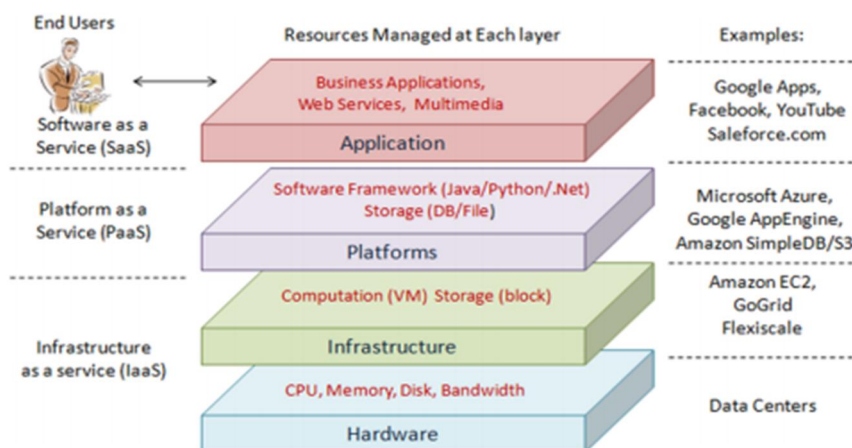 End Users
Resources Managed at Each layer
Examples:
Business Applications,
Web Services, Multimedia
Application
Software as a
Service (SaaS)
Google Apps,
Facebook, YouTube
Saleforce.com
Software Framework (Java/Python/.Net)
Storage (DB/File)
Platforms
Platform as a
Service (PaaS)
Microsoft Azure,
Google AppEngine,
Amazon SimpleDB/S3
Computation (VM) Storage (block)
Infrastructure
Amazon EC2,
GoGrid
Flexiscale
Infrastructure
as a service (IaaS)
CPU, Memory, Disk, Bandwidth
Hardware
Data Centers